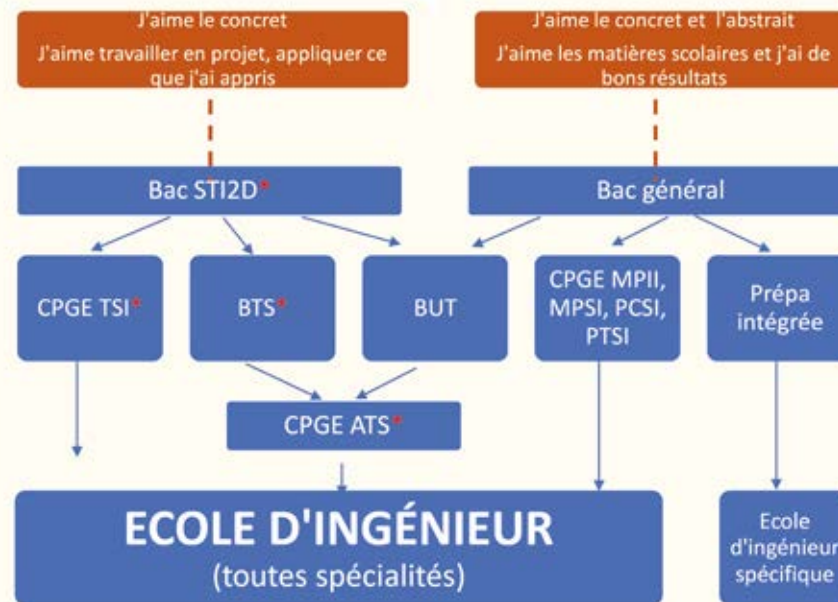 J'aime le concret
J'aime travailler en projet, appliquer ce
que j'ai appris
J'aime le concret et l'abstrait
J'aime les matières scolaires et j'ai de
bons résultats
Bac STI2D*
Bac général
CPGE TSI*
BTS*
BUT
CPGE MPII,
MPSI, PCSI,
PTSI
Prépa
intégrée
CPGE ATS*
ECOLE D'INGÉNIEUR
(toutes spécialités)
Ecole
d'ingénieur
spécifique